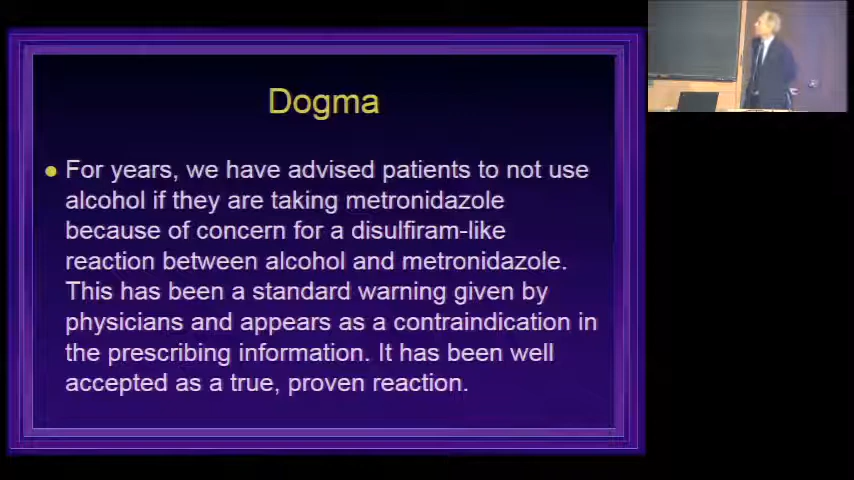 Dogma
For years, we have advised patients to not use
alcohol if they are taking metronidazole
because of concern for a disulfiram-like
reaction between alcohol and metronidazole.
This has been a standard warning given by
physicians and appears as a contraindication in
the prescribing information. It has been well
accepted as a true, proven reaction.